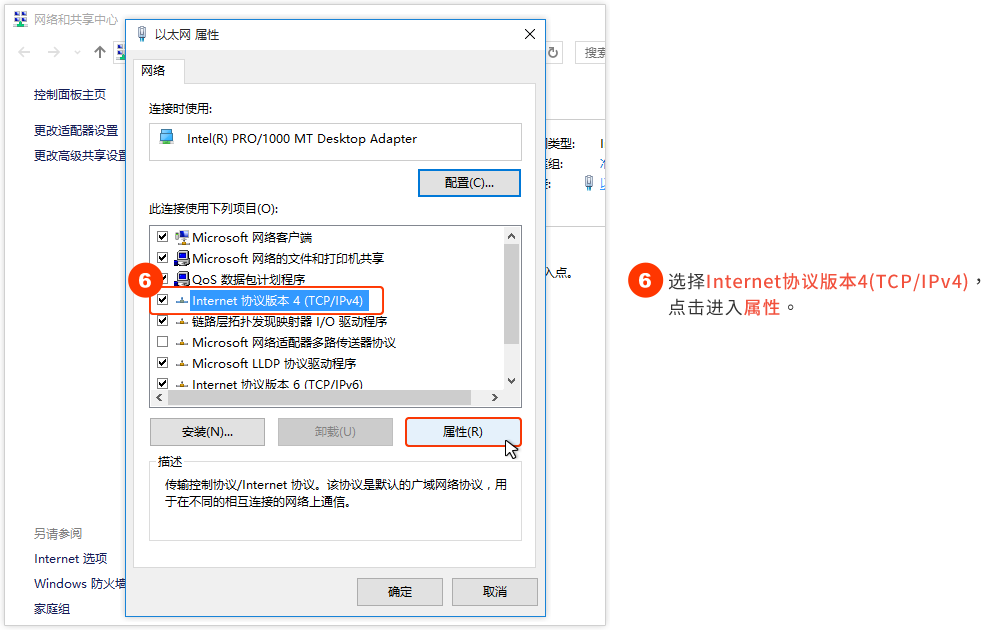 网络和共享中心
以太网 属性
搜索
网络
控制面板主页
更改适配器设置
更改高级共享设置
连接时使用:
Intel(R) PRO/1000 MT Desktop Adapter
配置(C)...
类型:
组:
此连接使用下列项目(O):
Microsoft 网络客户端
Microsoft 网络的文件和打印机共享
QoS 数据包计划程序
Internet 协议版本 4 (TCP/IPv4)
链路层拓扑发现映射器 I/O 驱动程序
Microsoft 网络适配器多路传送器协议
Microsoft LLDP 协议驱动程序
Internet 协议版本 6 (TCP/IPv6)
入点。
6
安装(N)...
卸载(U)
属性(R)
描述
传输控制协议/Internet 协议。该协议是默认的广域网络协议，用
于在不同的相互连接的网络上通信。
确定
取消
另请参阅
Internet 选项
Windows 防火墙
家庭组
6 选择Internet协议版本4(TCP/IPv4)，
点击进入属性。